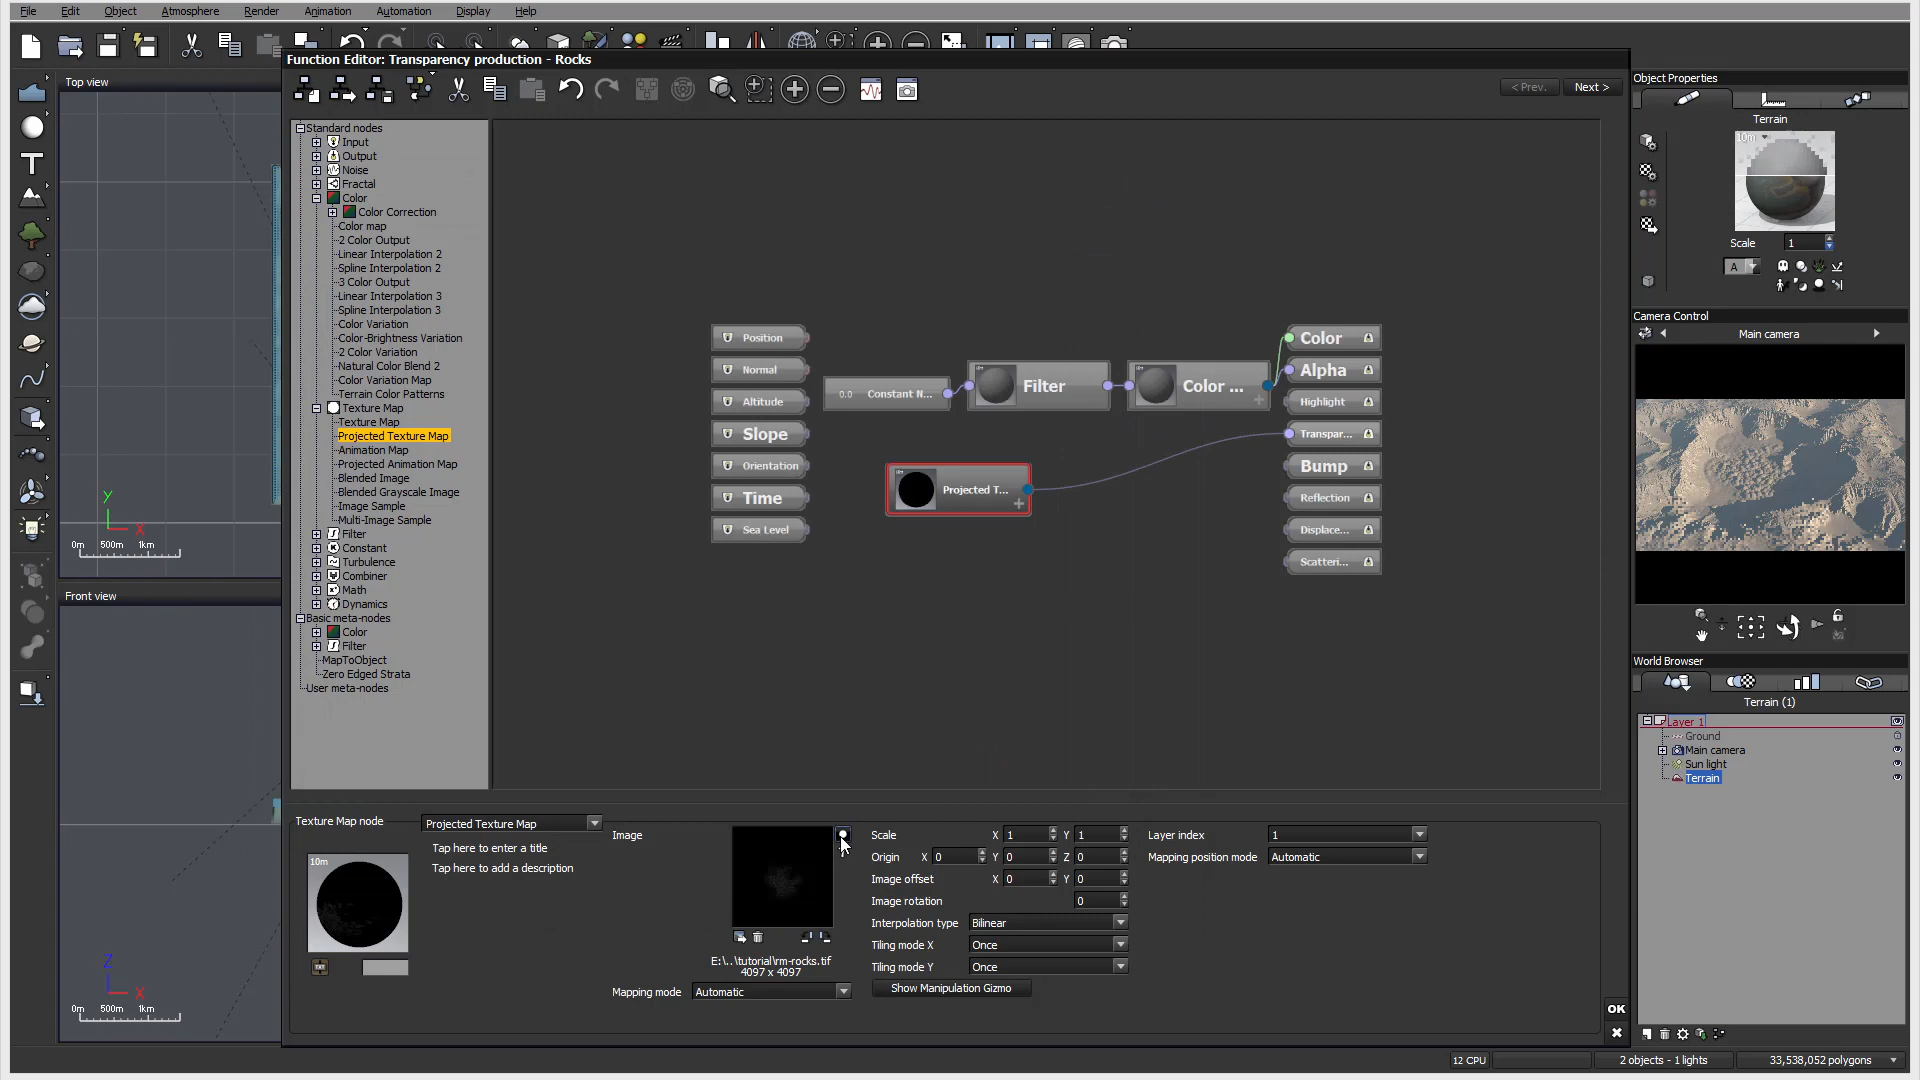 File Edit Object Atmosphere Render Animation Automation Display Help
Function Editor: Transparency production - Rocks
< Prev. Next >
Top view
Y
X
0m 500m 1km
Front view
Z
X
0m 500m 1km
Standard nodes
Input
Output
Noise
Fractal
Color
Color Correction
Color map
2 Color Output
Linear Interpolation 2
Spline Interpolation 2
3 Color Output
Linear Interpolation 3
Spline Interpolation 3
Color Variation
Color-Brightness Variation
2 Color Variation
Natural Color Blend 2
Color Variation Map
Terrain Color Patterns
Texture Map
Texture Map
Projected Texture Map
Animation Map
Projected Animation Map
Blended Image
Blended Grayscale Image
Image Sample
Multi-Image Sample
Filter
Constant
Turbulence
Combiner
Math
Dynamics
Basic meta-nodes
Color
Filter
MapToObject
Zero Edged Strata
User meta-nodes
Position
Normal
Altitude
Slope
Orientation
Time
Sea Level
0.0 Constant N...
Filter
Color ...
Projected T...
Color
Alpha
Highlight
Transpar...
Bump
Reflection
Displace...
Scatteri...
Texture Map node
Projected Texture Map
Tap here to enter a title
Tap here to add a description
10m
TXT
Image
E:\..\tutorial\rm-rocks.tif
4097 x 4097
Mapping mode Automatic
Scale X 1 Y 1
Origin X 0 Y 0 Z 0
Image offset X 0 Y 0
Image rotation 0
Interpolation type Bilinear
Tiling mode X Once
Tiling mode Y Once
Show Manipulation Gizmo
Layer index 1
Mapping position mode Automatic
OK
Object Properties
Terrain
10m
Scale 1
A
Camera Control
Main camera
World Browser
Terrain (1)
Layer 1
Ground
Main camera
Sun light
Terrain
12 CPU
2 objects - 1 lights
33,538,052 polygons